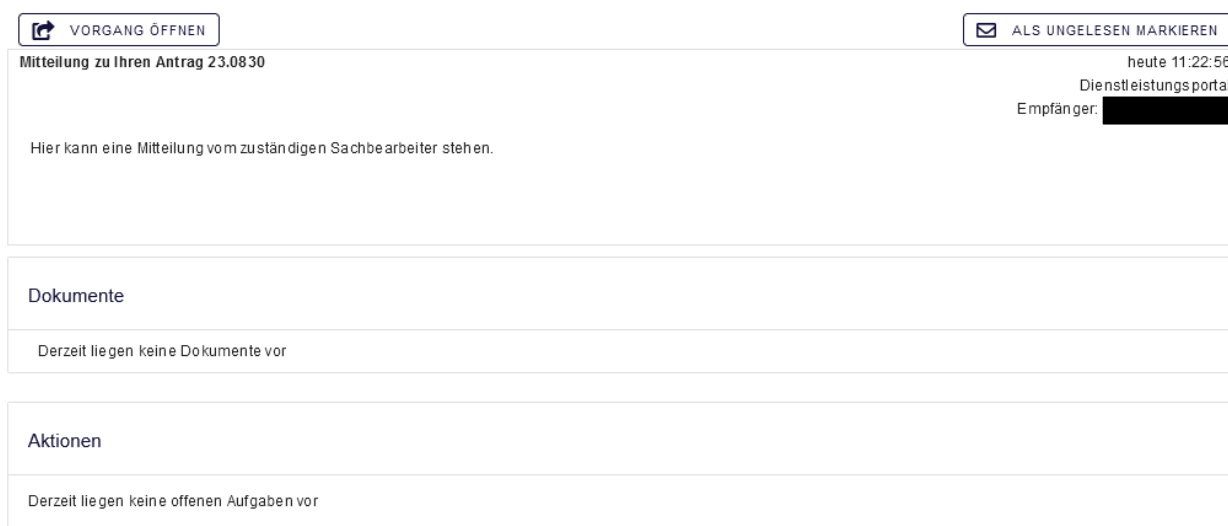 VORGANG ÖFFNEN
ALS UNGELESEN MARKIEREN
Mitteilung zu Ihren Antrag 23.0830
heute 11:22:56
Dienstleistungsportal
Empfänger:
Hier kann eine Mitteilung vom zuständigen Sachbearbeiter stehen.
Dokumente
Derzeit liegen keine Dokumente vor
Aktionen
Derzeit liegen keine offenen Aufgaben vor